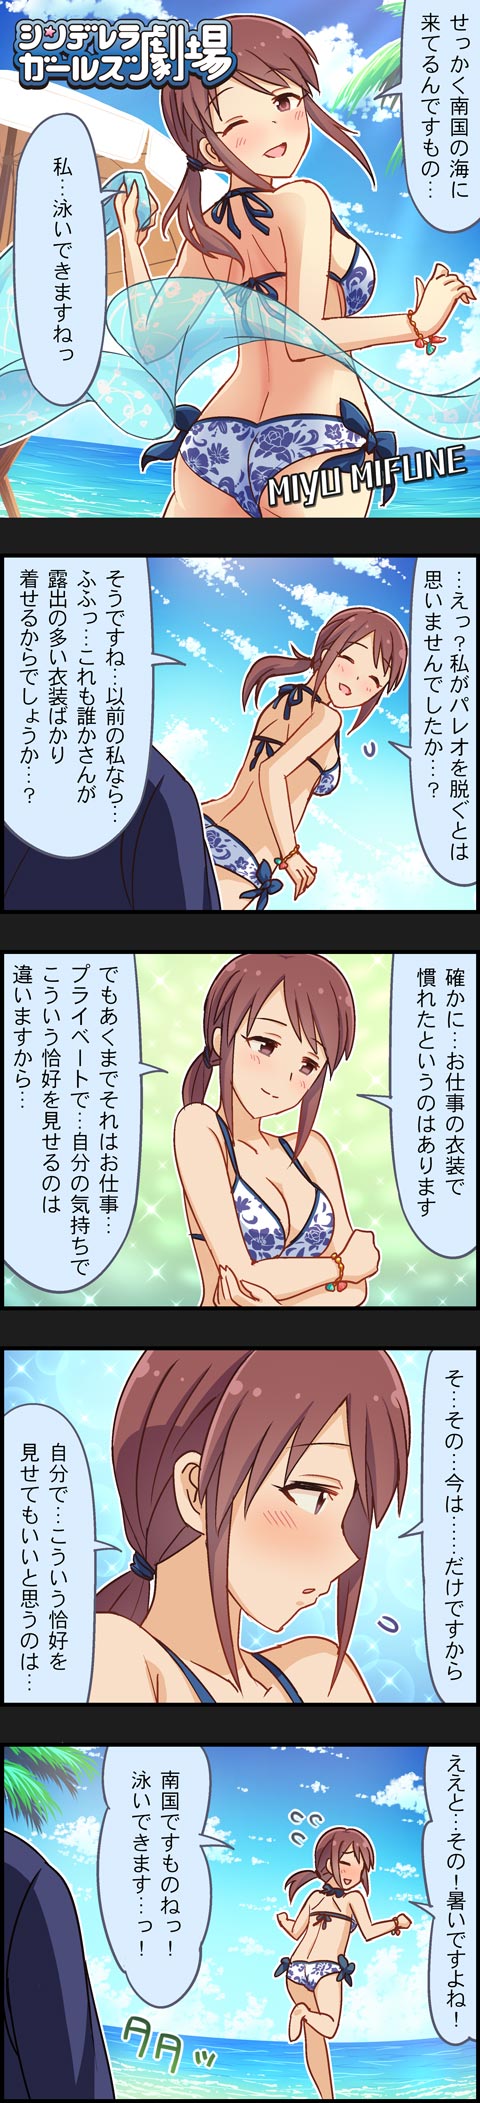 シンデレラ
ガールズ劇場
せっかく南国の海に
来てるんですもの…
私…泳いできますねっ
MIYU MIFUNE
…えっ？私がパレオを脱ぐとは
思いませんでしたか…？
そうですね…以前の私なら…
ふふっ…これも誰かさんが
露出の多い衣装ばかり
着せるからでしょうか…？
確かに…お仕事の衣装で
慣れたというのはあります
でもあくまでそれはお仕事…
プライベートで…自分の気持ちで
こういう恰好を見せるのは
違いますから…
そ…その…今は……だけですから
自分で…こういう恰好を
見せてもいいと思うのは…
ええと…その！暑いですよね！
南国ですものねっ！
泳いできます…っ！
タタッ